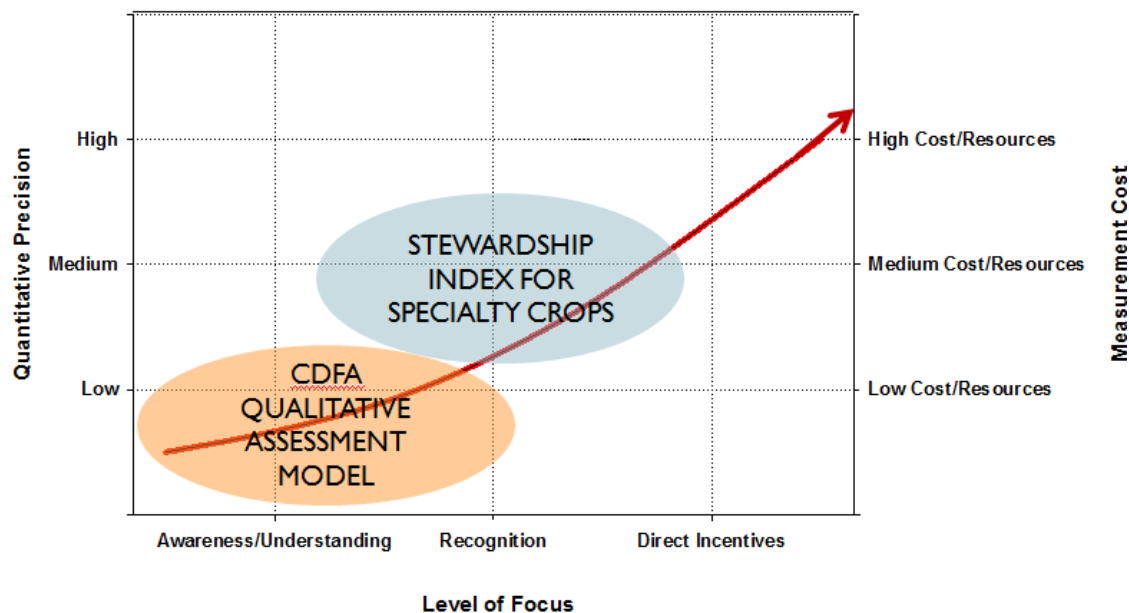 High
High Cost/Resources
STEWARDSHIP
INDEX FOR
SPECIALTY CROPS
Medium
Medium Cost/Resources
Quantitative Precision
Measurement Cost
CDFA
QUALITATIVE
ASSESSMENT
MODEL
Low
Low Cost/Resources
Awareness/Understanding
Recognition
Direct Incentives
Level of Focus